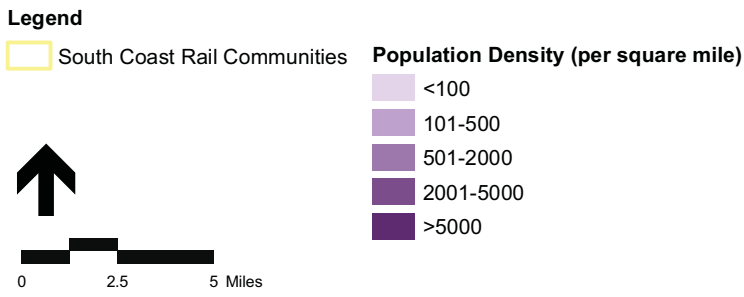 Legend
South Coast Rail Communities
Population Density (per square mile)
<100
101-500
501-2000
2001-5000
>5000
0 2.5 5 Miles